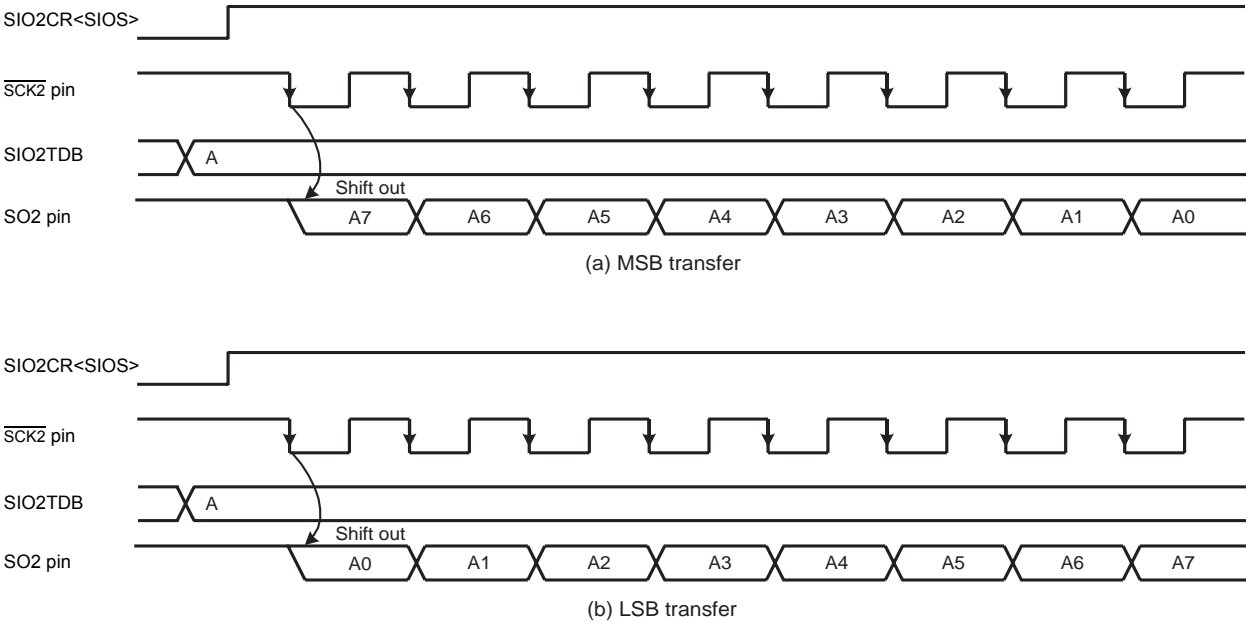 SIO2CR<SIOS>
SCK2 pin
SIO2TDB
A
Shift out
SO2 pin
A7 A6 A5 A4 A3 A2 A1 A0
(a) MSB transfer
SIO2CR<SIOS>
SCK2 pin
SIO2TDB
A
Shift out
SO2 pin
A0 A1 A2 A3 A4 A5 A6 A7
(b) LSB transfer